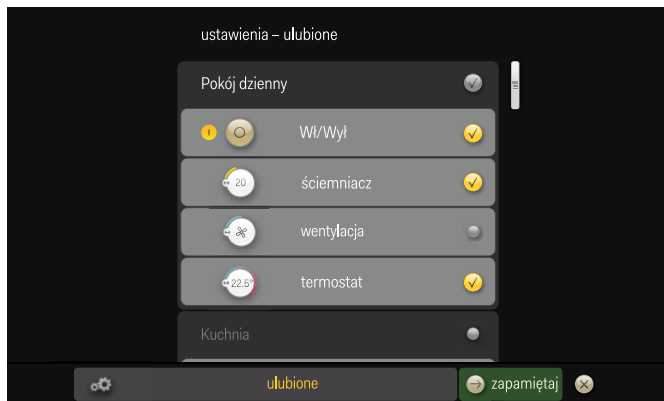 ustawienia – ulubione
Pokój dzienny
Wł/Wył
20 ściemniacz
wentylacja
22.5° termostat
Kuchnia
ulubione zapamiętaj